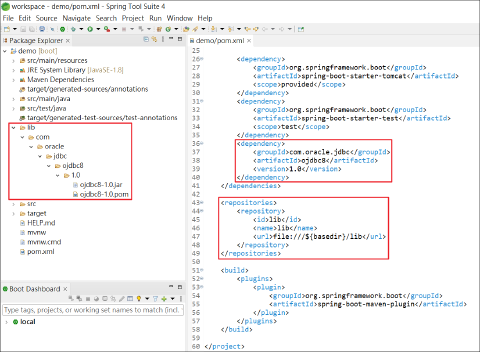 workspace - demo/pom.xml - Spring Tool Suite 4
File Edit Source Navigate Search Project Run Window Help
Package Explorer
demo [boot]
src/main/resources
JRE System Library [JavaSE-1.8]
Maven Dependencies
target/generated-sources/annotations
src/main/java
src/test/java
target/generated-test-sources/test-annotations
lib
com
oracle
jdbc
ojdbc8
1.0
ojdbc8-1.0.jar
ojdbc8-1.0.pom
src
target
HELP.md
mvnw
mvnw.cmd
pom.xml
Boot Dashboard
Type tags, projects, or working set names to match (incl.
local
demo/pom.xml
25
26 <dependency>
27 <groupId>org.springframework.boot</groupId>
28 <artifactId>spring-boot-starter-tomcat</artifactId>
29 <scope>provided</scope>
30 </dependency>
31 <dependency>
32 <groupId>org.springframework.boot</groupId>
33 <artifactId>spring-boot-starter-test</artifactId>
34 <scope>test</scope>
35 </dependency>
36 <dependency>
37 <groupId>com.oracle.jdbc</groupId>
38 <artifactId>ojdbc8</artifactId>
39 <version>1.0</version>
40 </dependency>
41 </dependencies>
42
43 <repositories>
44 <repository>
45 <id>lib</id>
46 <name>lib</name>
47 <url>file:///${basedir}/lib</url>
48 </repository>
49 </repositories>
50
51 <build>
52 <plugins>
53 <plugin>
54 <groupId>org.springframework.boot</groupId>
55 <artifactId>spring-boot-maven-plugin</artifactId>
56 </plugin>
57 </plugins>
58 </build>
59
60 </project>